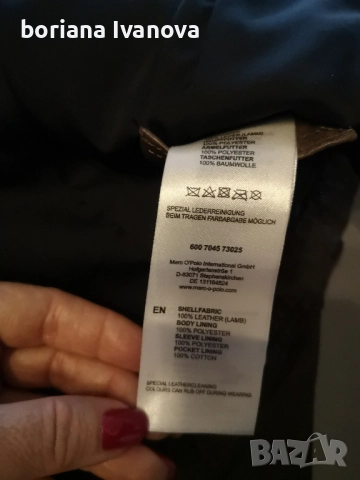 boriana Ivanova
100% POLYESTER
ÄRMELFUTTER
100% POLYESTER
TASCHENFUTTER
100% BAUMWOLLE
SPEZIAL LEDERREINIGUNG
BEIM TRAGEN FARBABGABE MÖGLICH
600 7045 73025
Marc O'Polo International GmbH
Hofgartenstraße 1
D-83071 Stephanskirchen
DE 131184524
www.marc-o-polo.com
EN
SHELLFABRIC
100% LEATHER (LAMB)
BODY LINING
100% POLYESTER
SLEEVE LINING
100% POLYESTER
POCKET LINING
100% COTTON
SPECIAL LEATHERCLEANING
COLOURS CAN RUB OFF DURING WEARING
BAZAR